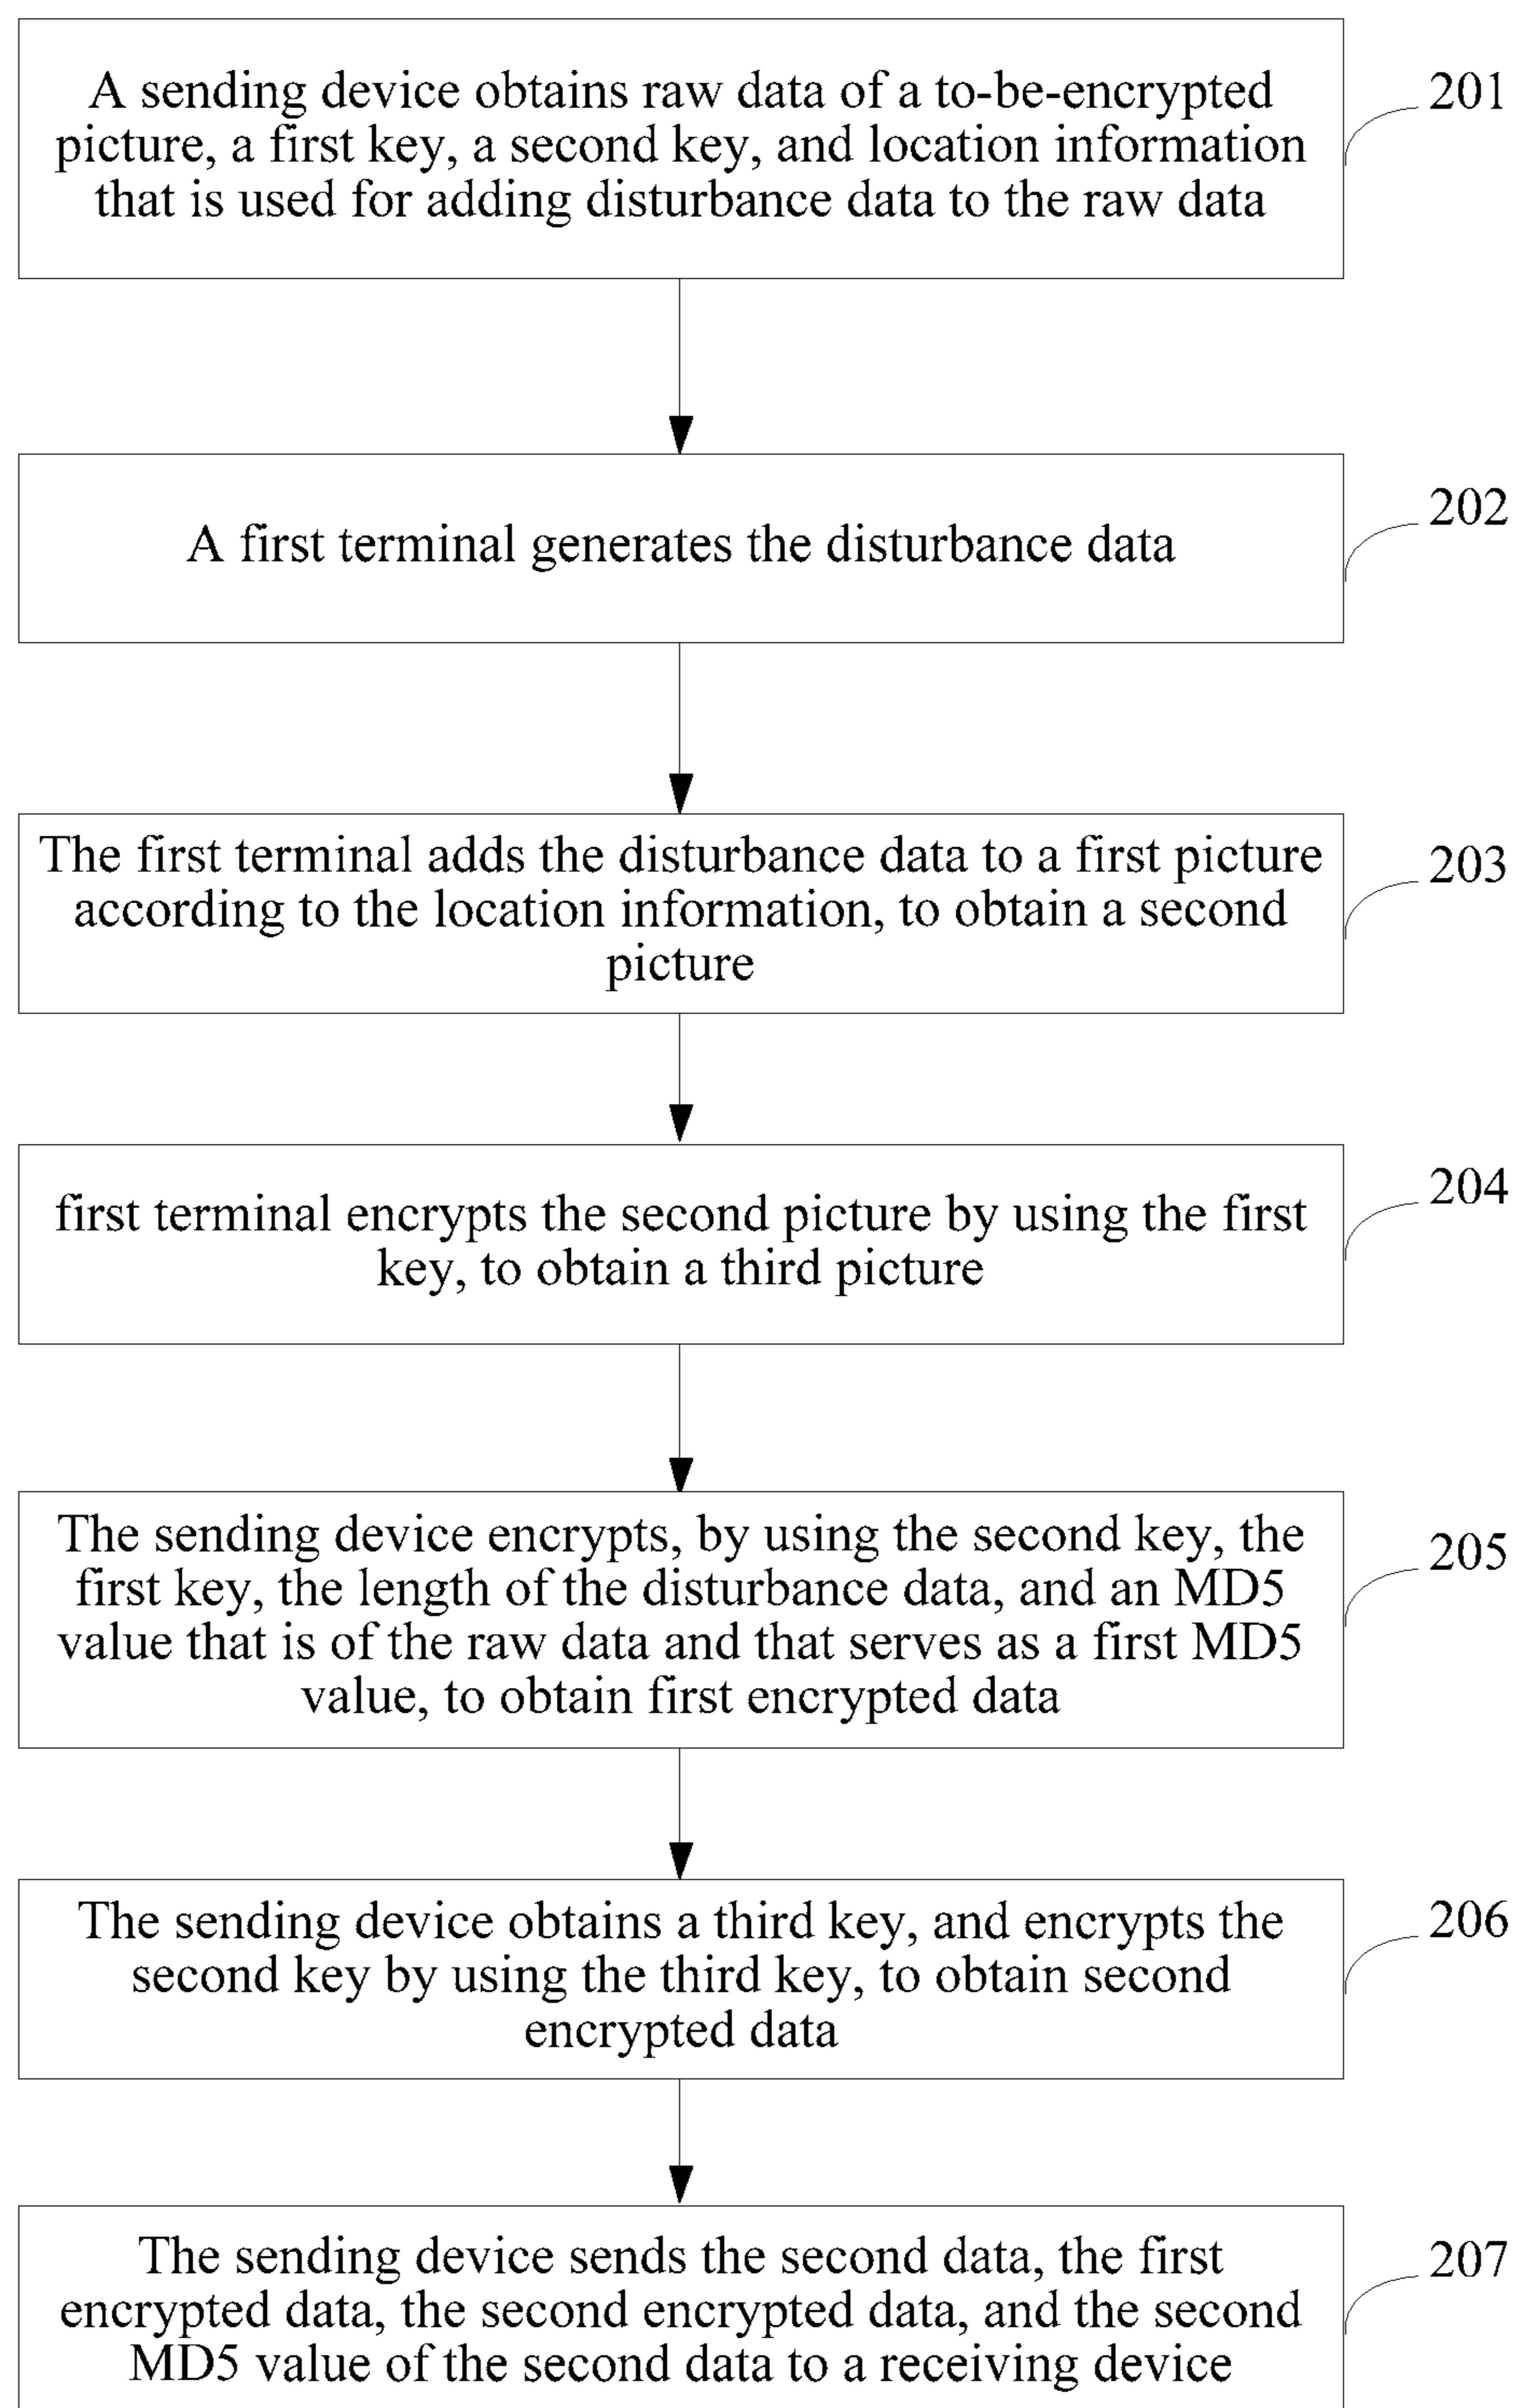 A sending device obtains raw data of a to-be-encrypted
picture, a first key, a second key, and location information
that is used for adding disturbance data to the raw data
201
A first terminal generates the disturbance data
202
The first terminal adds the disturbance data to a first picture
according to the location information, to obtain a second
picture
203
first terminal encrypts the second picture by using the first
key, to obtain a third picture
204
The sending device encrypts, by using the second key, the
first key, the length of the disturbance data, and an MD5
value that is of the raw data and that serves as a first MD5
value, to obtain first encrypted data
205
The sending device obtains a third key, and encrypts the
second key by using the third key, to obtain second
encrypted data
206
The sending device sends the second data, the first
encrypted data, the second encrypted data, and the second
MD5 value of the second data to a receiving device
207